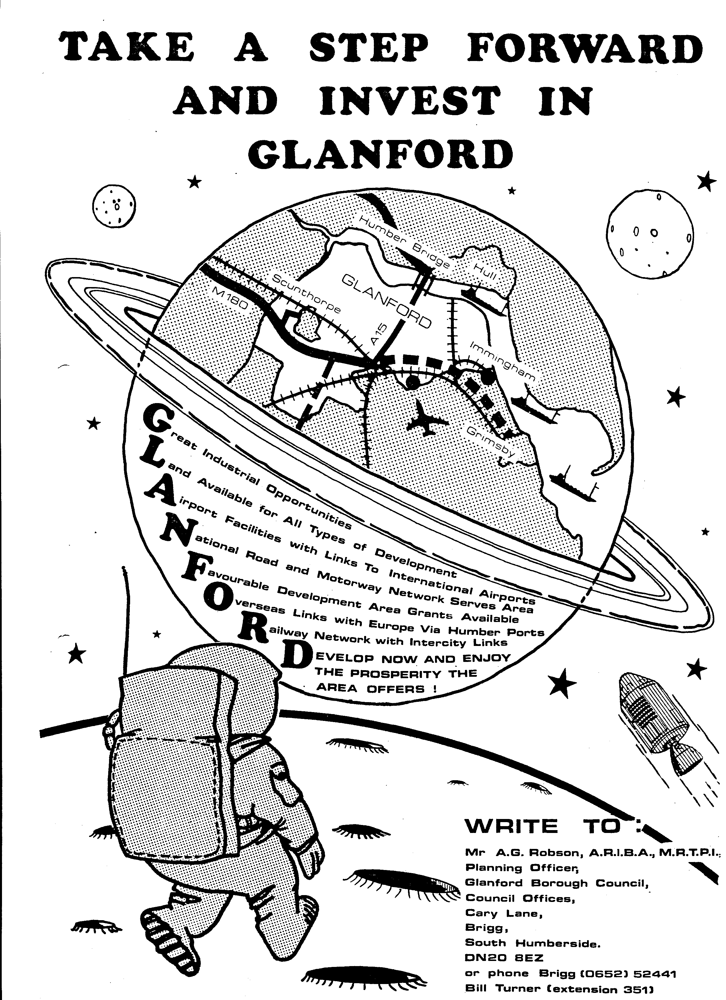 TAKE A STEP FORWARD
AND INVEST IN
GLANFORD
Humber Bridge
Hull
Scunthorpe
GLANFORD
M180
A15
Immingham
Grimsby
Great Industrial Opportunities
Land Available for All Types of Development
Airport Facilities with Links To International Airports
National Road and Motorway Network Serves Area
Favourable Development Area Grants Available
Overseas Links with Europe Via Humber Ports
Railway Network with Intercity Links
DEVELOP NOW AND ENJOY
THE PROSPERITY THE
AREA OFFERS !
WRITE TO :
Mr A.G. Robson, A.R.I.B.A., M.R.T.P.I.,
Planning Officer,
Glanford Borough Council,
Council Offices,
Cary Lane,
Brigg,
South Humberside.
DN20 8EZ
or phone Brigg (0652) 52441
Bill Turner (extension 351)